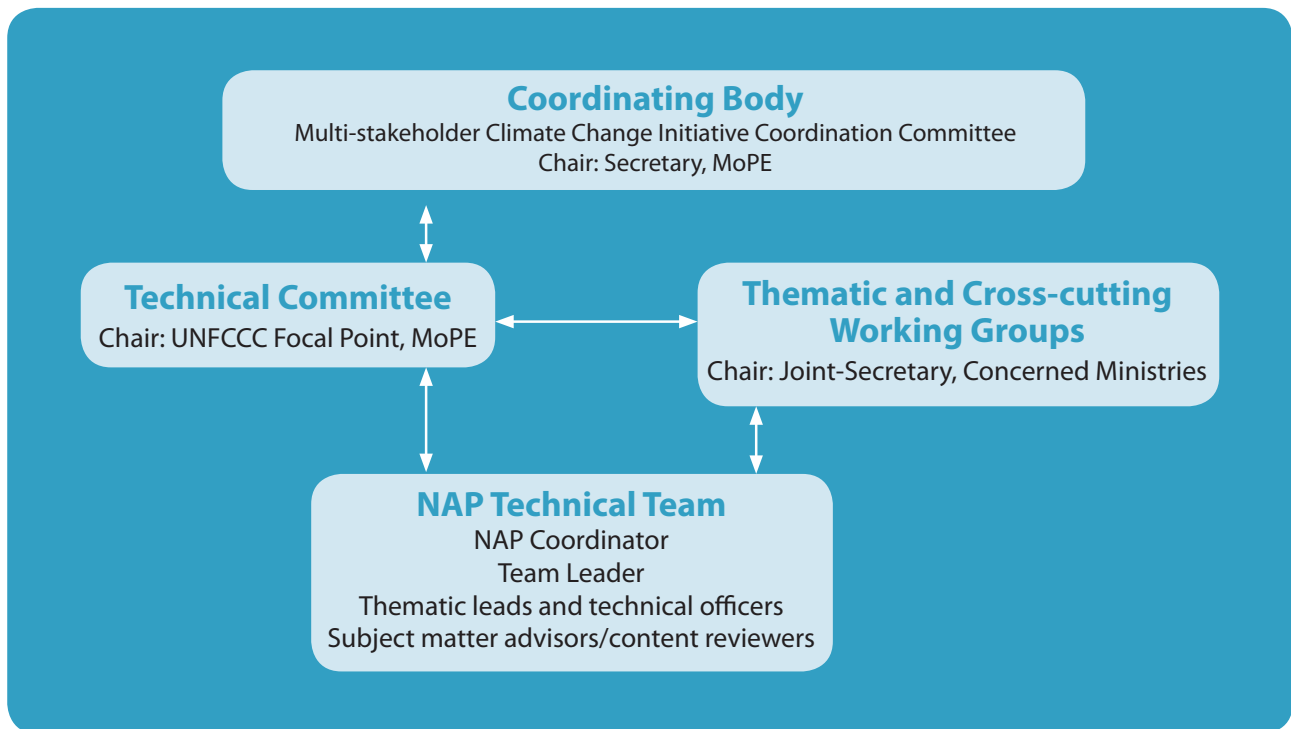 Coordinating Body
Multi-stakeholder Climate Change Initiative Coordination Committee
Chair: Secretary, MoPE
Technical Committee
Chair: UNFCCC Focal Point, MoPE
Thematic and Cross-cutting
Working Groups
Chair: Joint-Secretary, Concerned Ministries
NAP Technical Team
NAP Coordinator
Team Leader
Thematic leads and technical officers
Subject matter advisors/content reviewers